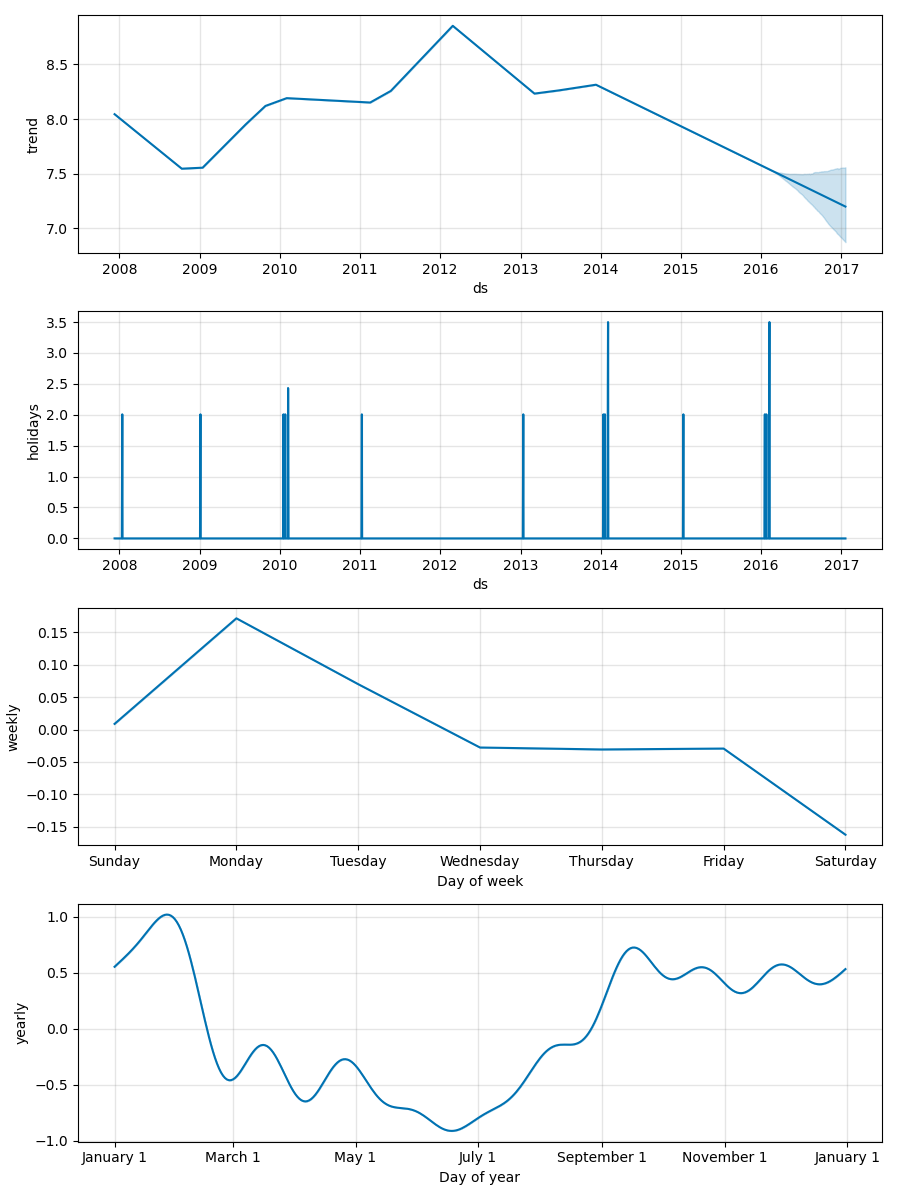 8.5
8.0
7.5
7.0
trend
2008 2009 2010 2011 2012 2013 2014 2015 2016 2017
ds
3.5
3.0
2.5
2.0
1.5
1.0
0.5
0.0
holidays
2008 2009 2010 2011 2012 2013 2014 2015 2016 2017
ds
0.15
0.10
0.05
0.00
−0.05
−0.10
−0.15
weekly
Sunday Monday Tuesday Wednesday Thursday Friday Saturday
Day of week
1.0
0.5
0.0
−0.5
−1.0
yearly
January 1 March 1 May 1 July 1 September 1 November 1 January 1
Day of year